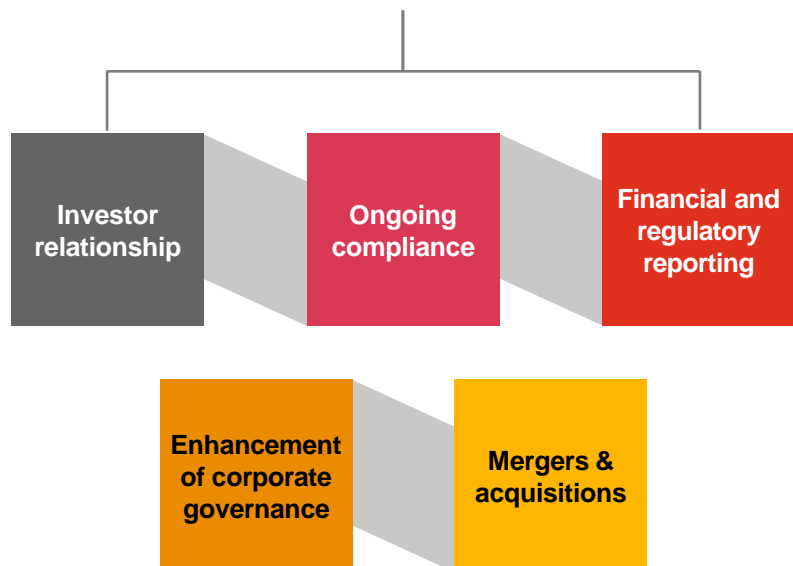 Investor
relationship
Ongoing
compliance
Financial and
regulatory
reporting
Enhancement
of corporate
governance
Mergers &
acquisitions